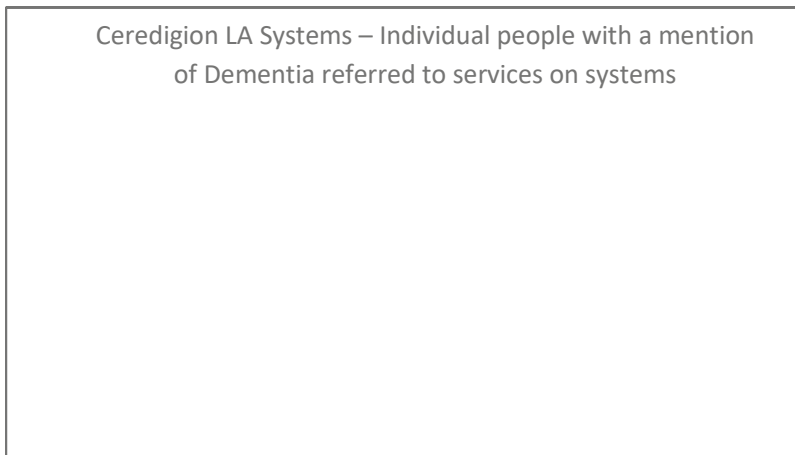 Ceredigion LA Systems – Individual people with a mention
of Dementia referred to services on systems